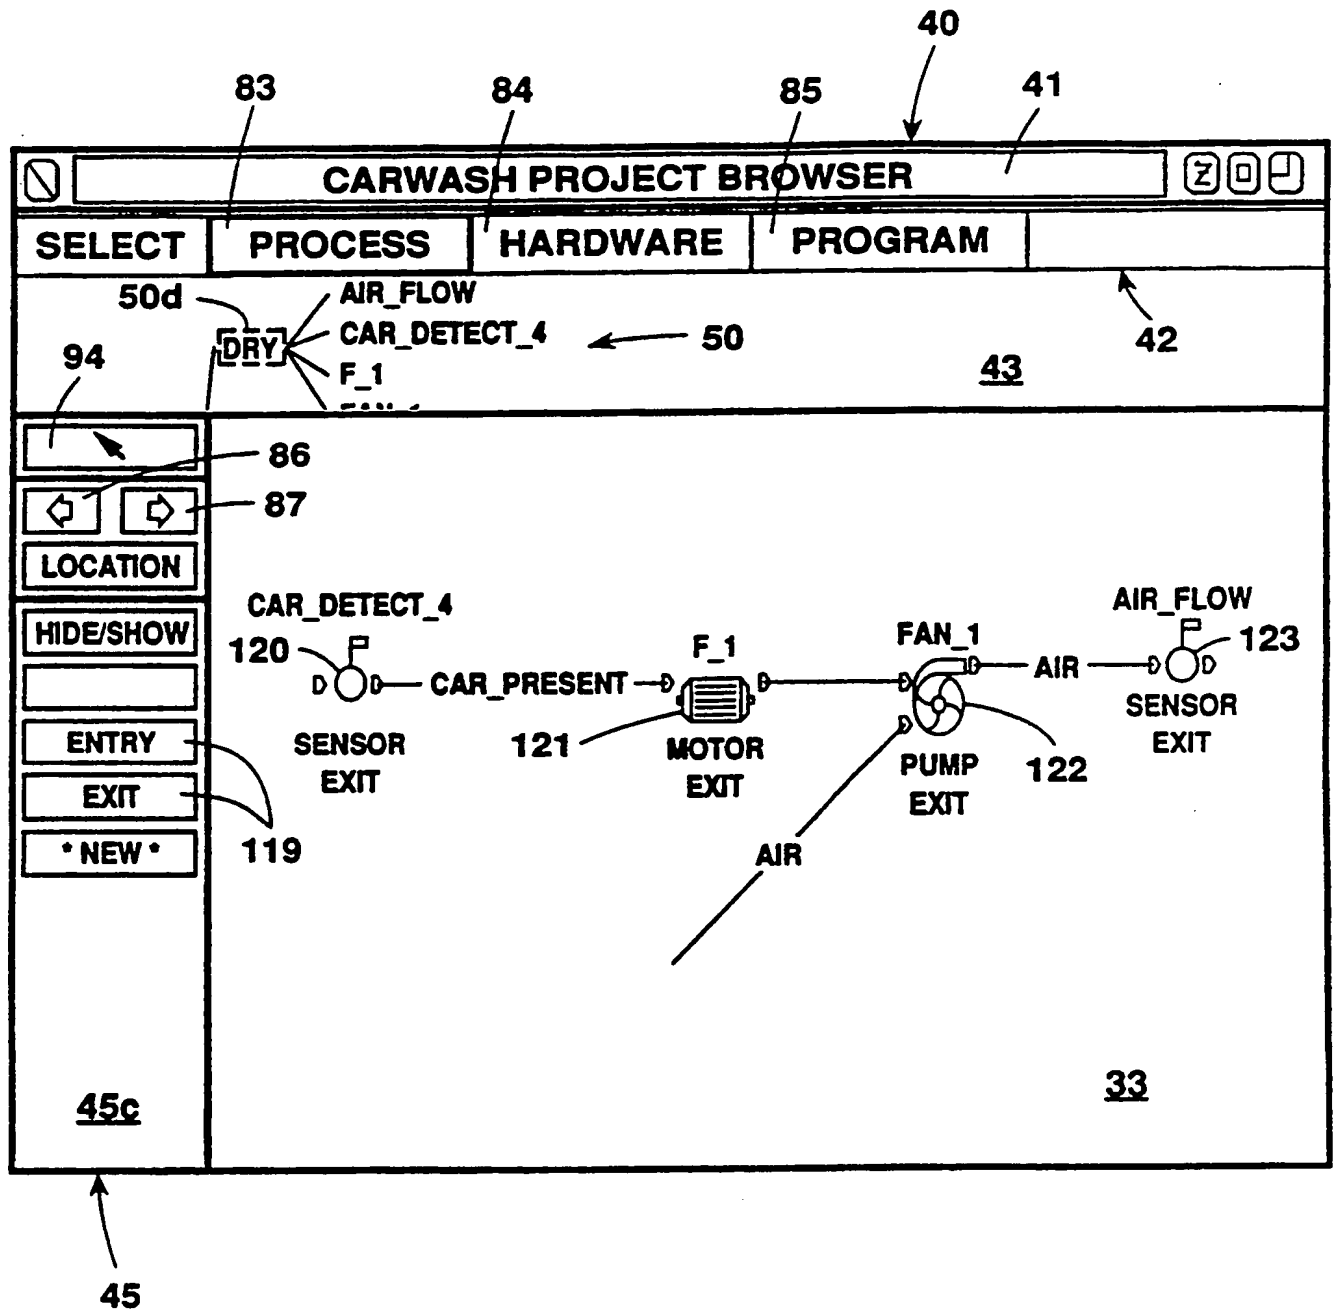 40
83 84 85 41
CARWASH PROJECT BROWSER Z
SELECT PROCESS HARDWARE PROGRAM
50d AIR_FLOW
DRY CAR_DETECT_4 50 42
94 F_1 43
86
87
LOCATION
CAR_DETECT_4 AIR_FLOW
HIDE/SHOW 120 F_1 FAN_1 123
CAR_PRESENT AIR
ENTRY SENSOR EXIT 121 MOTOR EXIT PUMP EXIT 122 SENSOR EXIT
EXIT
* NEW * 119 AIR
45c 33
45